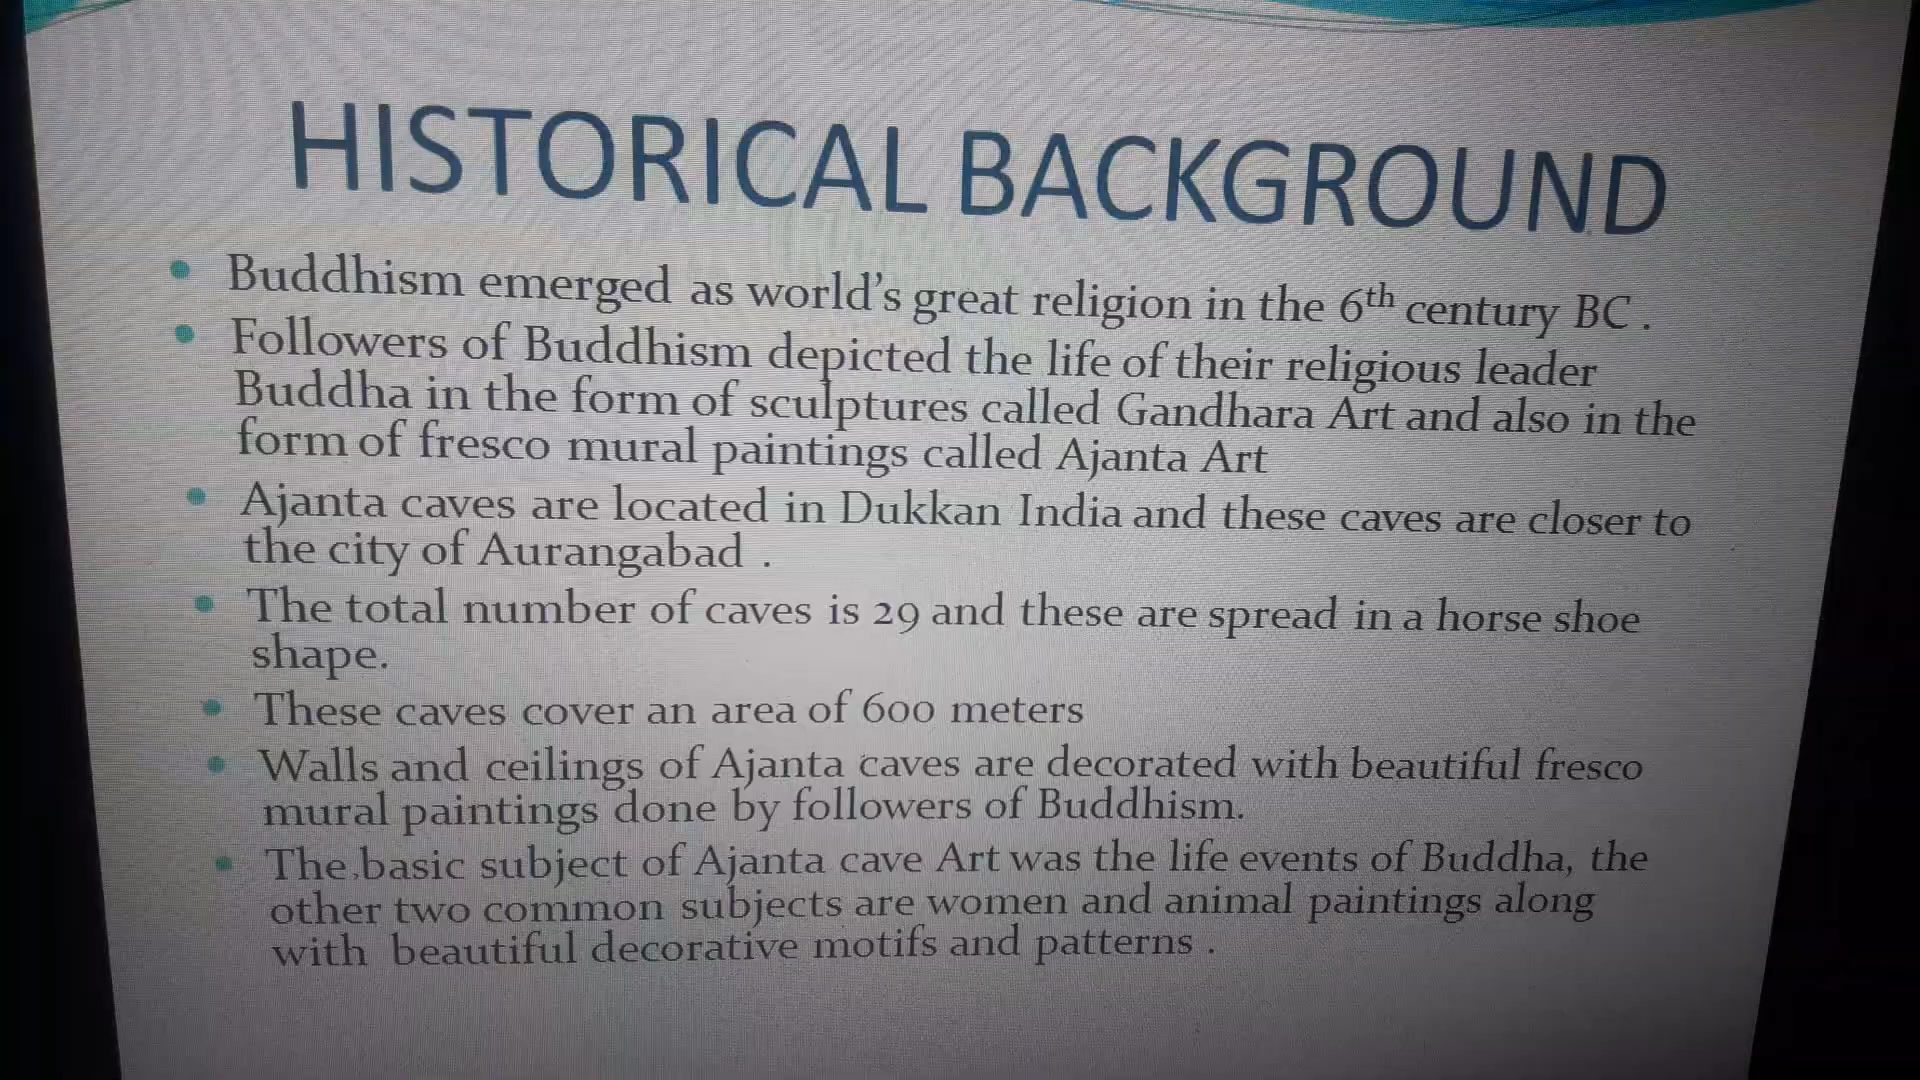 HISTORICAL BACKGROUND
• Buddhism emerged as world's great religion in the 6th century BC .
• Followers of Buddhism depicted the life of their religious leader
Buddha in the form of sculptures called Gandhara Art and also in the
form of fresco mural paintings called Ajanta Art
• Ajanta caves are located in Dukkan India and these caves are closer to
the city of Aurangabad .
• The total number of caves is 29 and these are spread in a horse shoe
shape.
• These caves cover an area of 600 meters
• Walls and ceilings of Ajanta caves are decorated with beautiful fresco
mural paintings done by followers of Buddhism.
• The basic subject of Ajanta cave Art was the life events of Buddha, the
other two common subjects are women and animal paintings along
with beautiful decorative motifs and patterns .